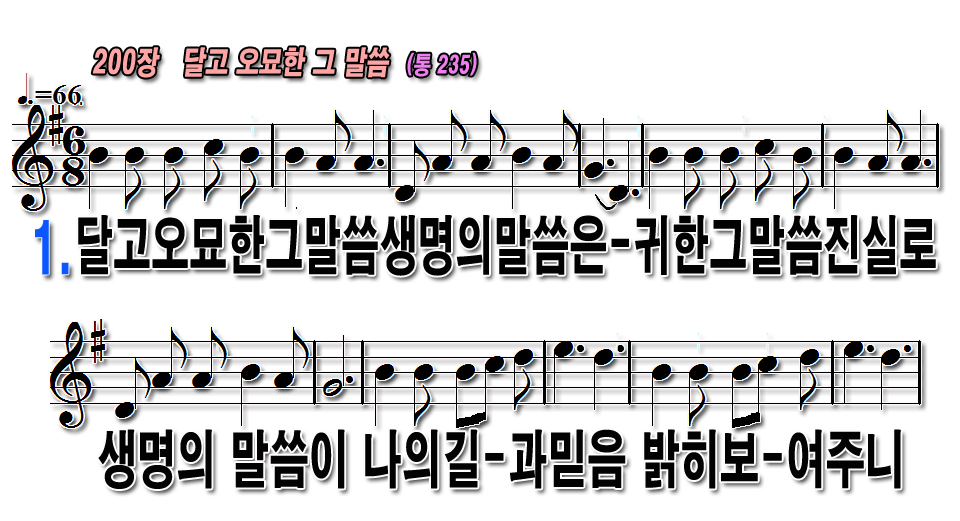 200장 달고 오묘한 그 말씀 (통 235)
♩.=66
6
8
1.달고오묘한그말씀생명의말씀은-귀한그말씀진실로
생명의 말씀이 나의길-과믿음 밝히보-여주니